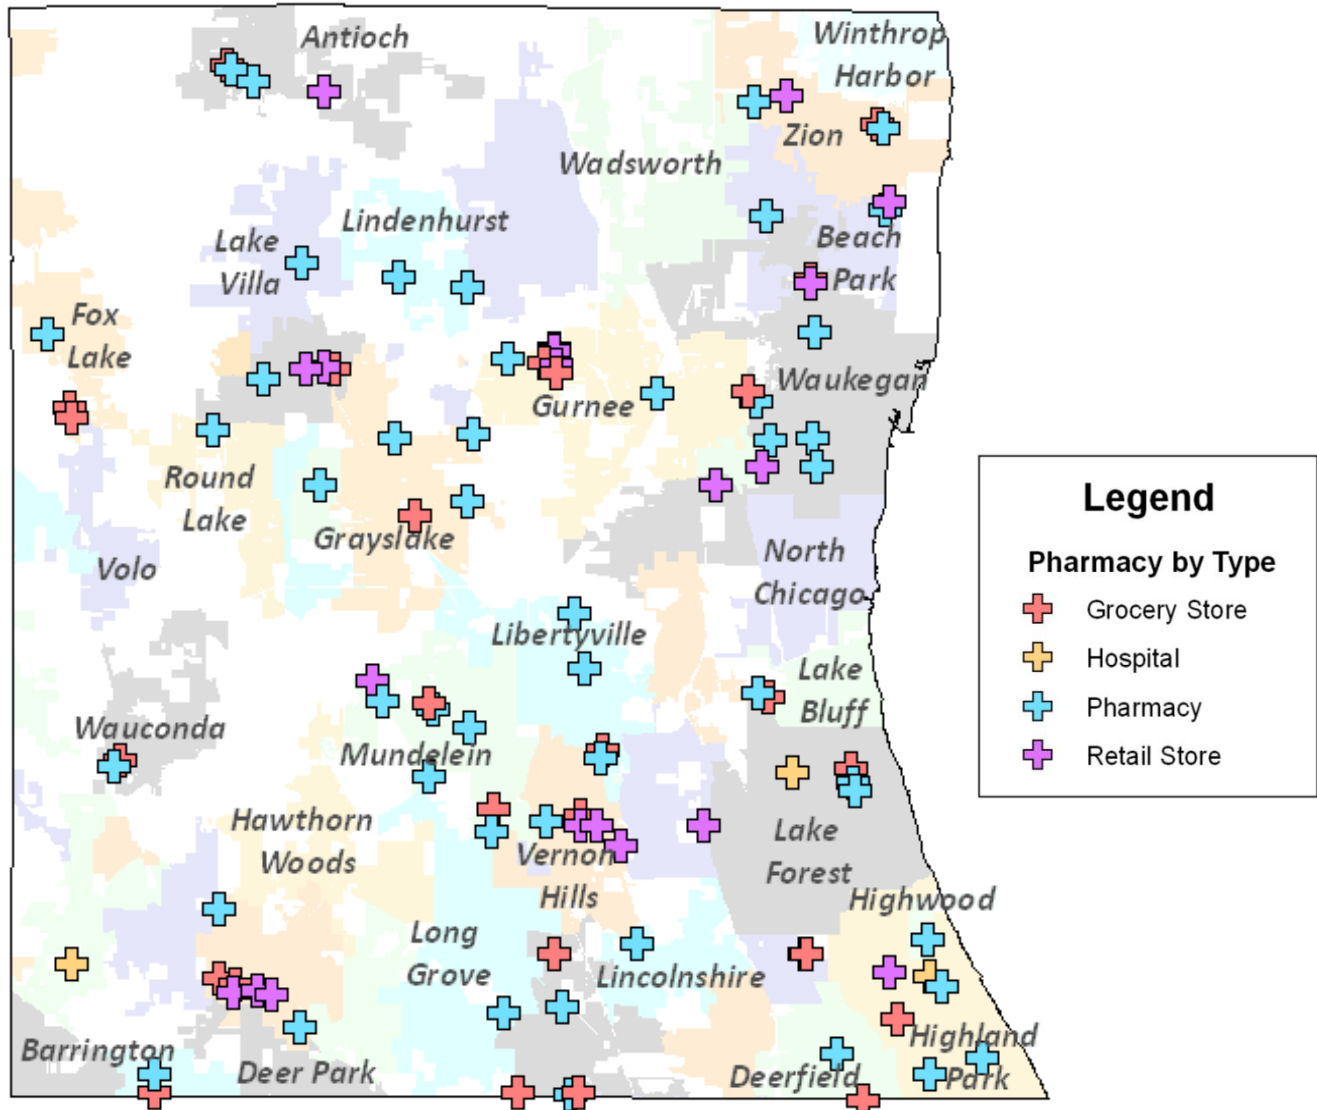 Antioch
Winthrop
Harbor
Zion
Wadsworth
Lindenhurst
Lake
Villa
Beach
Park
Fox
Lake
Waukegan
Gurnee
Round
Lake
Grayslake
Volo
North
Chicago
Libertyville
Lake
Bluff
Wauconda
Mundelein
Hawthorn
Woods
Vernon
Hills
Lake
Forest
Highwood
Long
Grove
Lincolnshire
Barrington
Deer Park
Deerfield
Highland
Park
Legend
Pharmacy by Type
Grocery Store
Hospital
Pharmacy
Retail Store